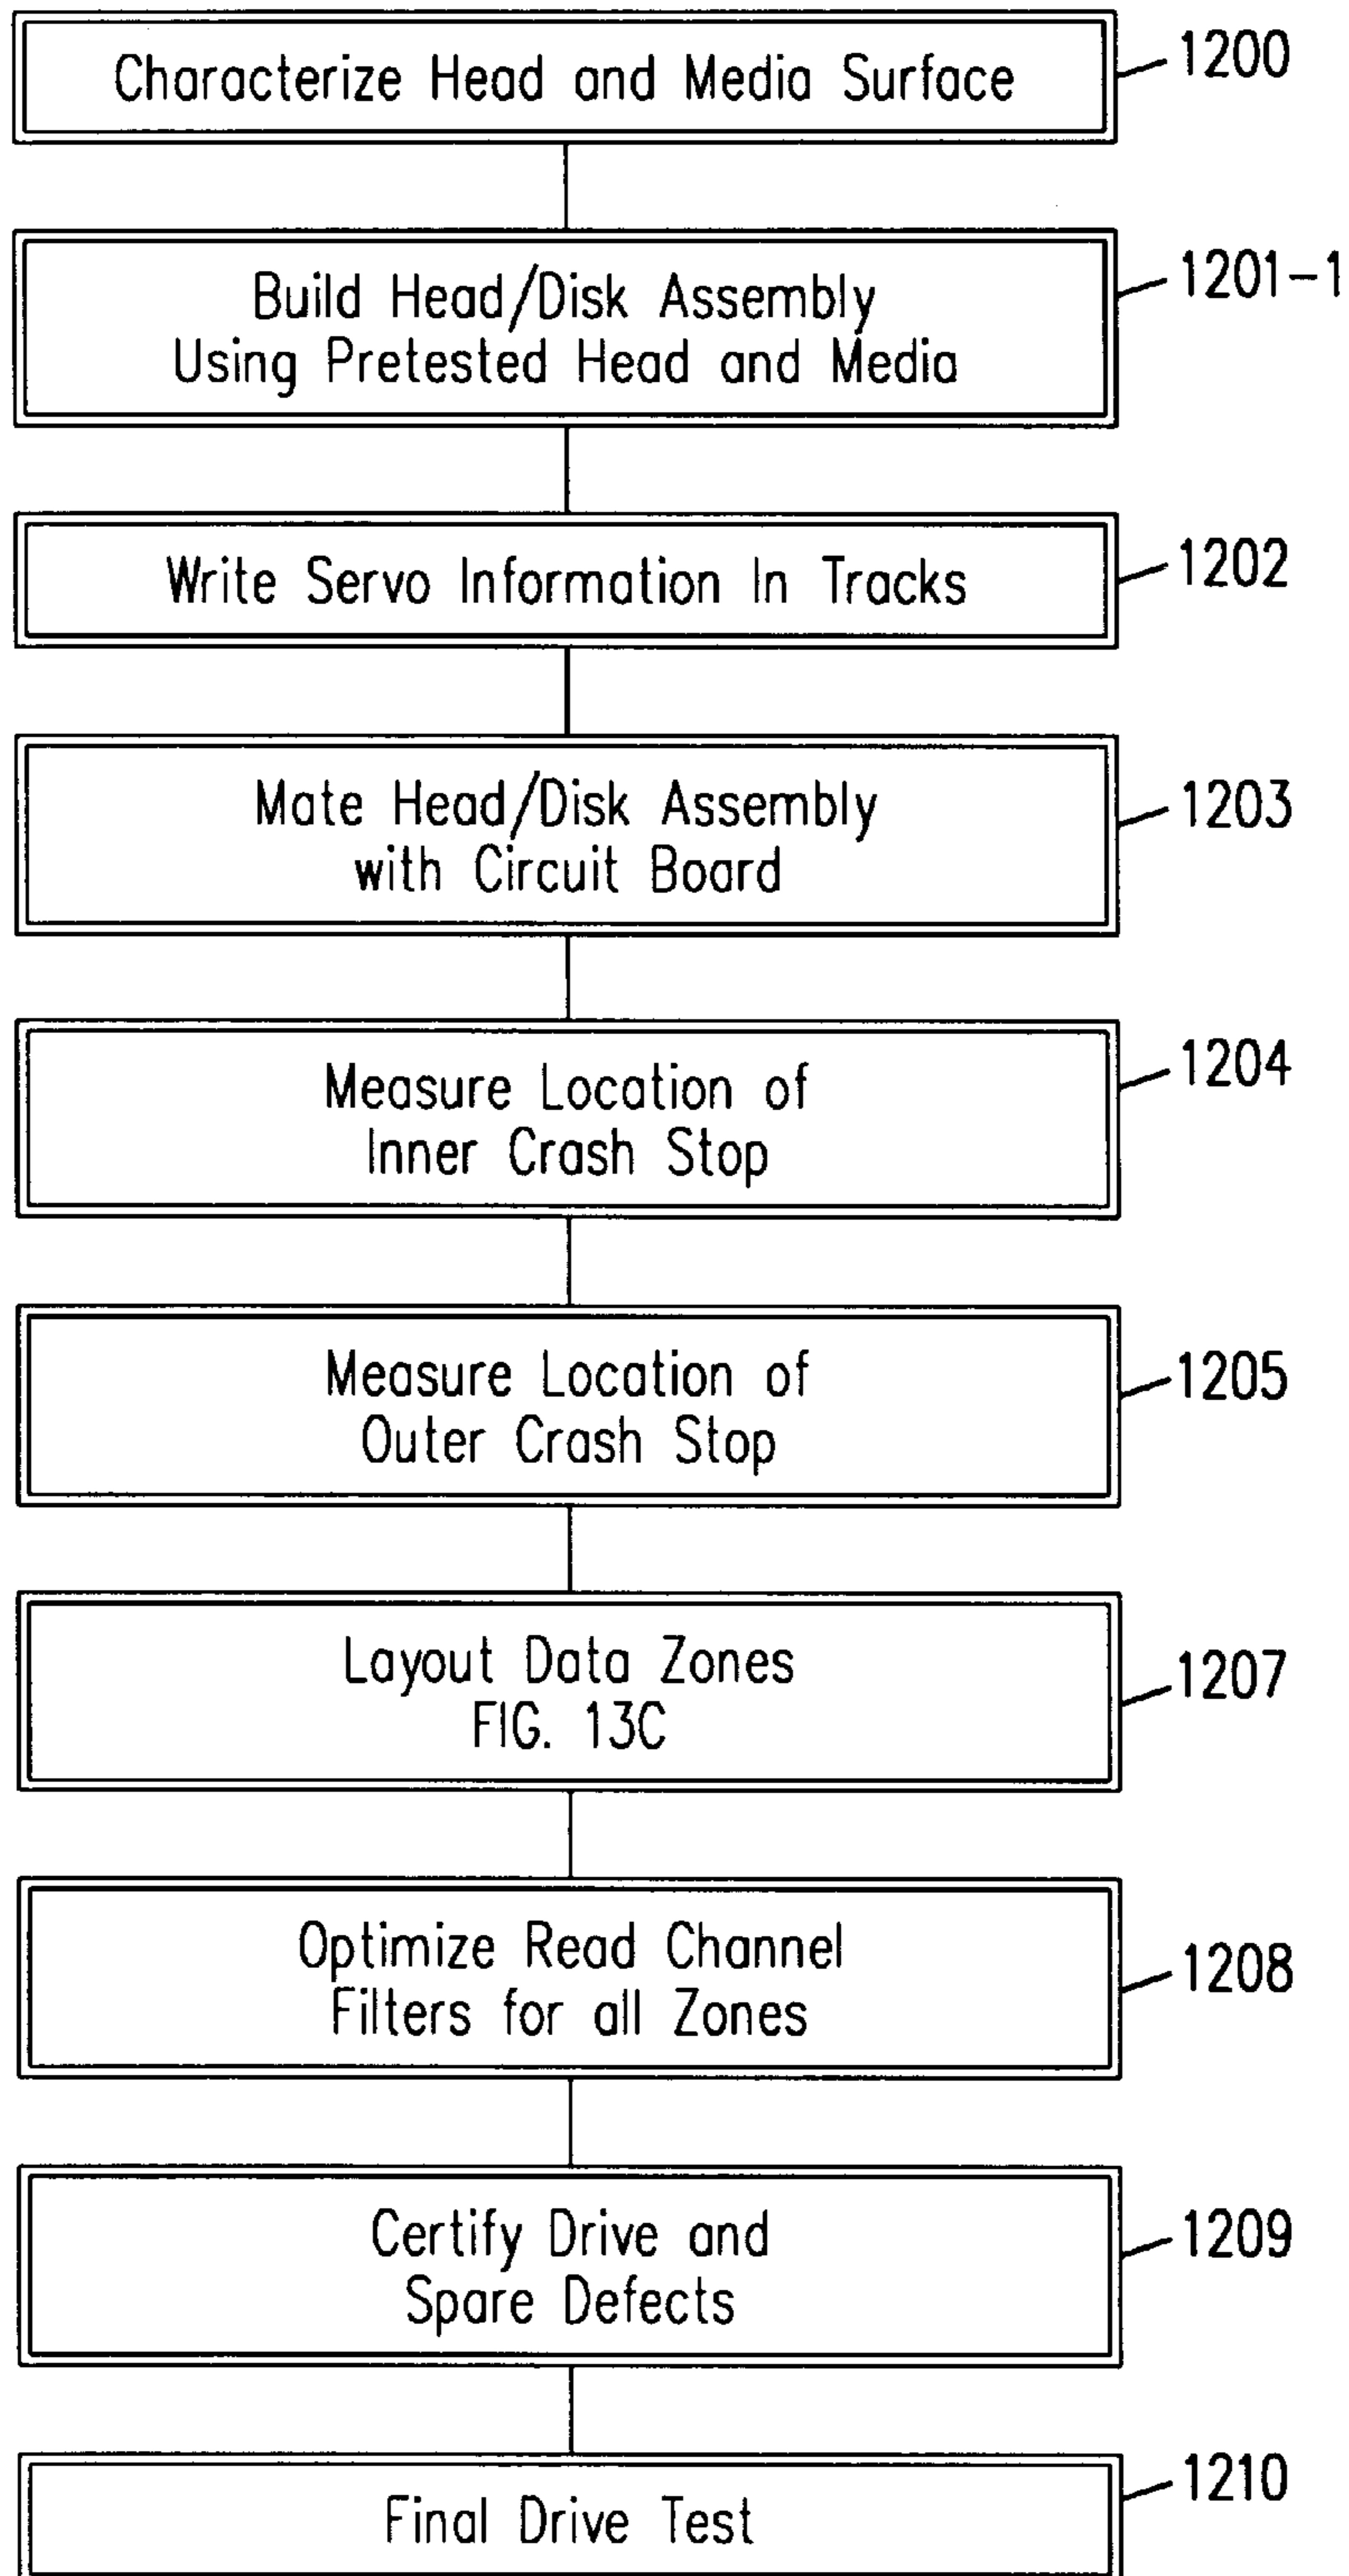 Characterize Head and Media Surface
1200
Build Head/Disk Assembly
Using Pretested Head and Media
1201-1
Write Servo Information In Tracks
1202
Mate Head/Disk Assembly
with Circuit Board
1203
Measure Location of
Inner Crash Stop
1204
Measure Location of
Outer Crash Stop
1205
Layout Data Zones
FIG. 13C
1207
Optimize Read Channel
Filters for all Zones
1208
Certify Drive and
Spare Defects
1209
Final Drive Test
1210